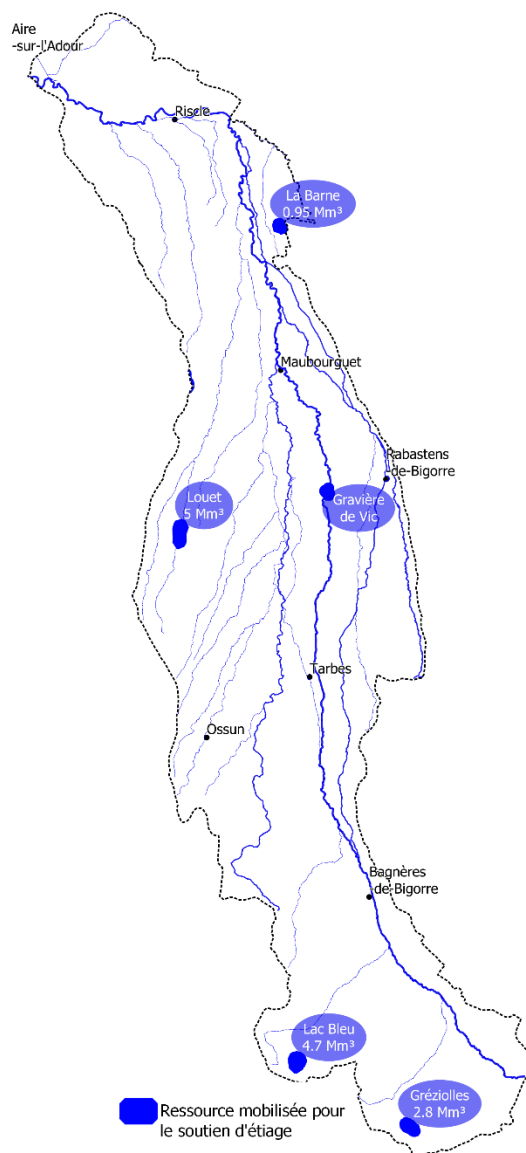 Aire
-sur-l'Adour
Riscle
La Barne
0.95 Mm³
Maubourguet
Rabastens
-de-Bigorre
Louet
5 Mm³
Gravière
de Vic
Tarbes
Ossun
Bagnères
-de-Bigorre
Lac Bleu
4.7 Mm³
Gréziolles
2.8 Mm³
Ressource mobilisée pour
le soutien d'étiage